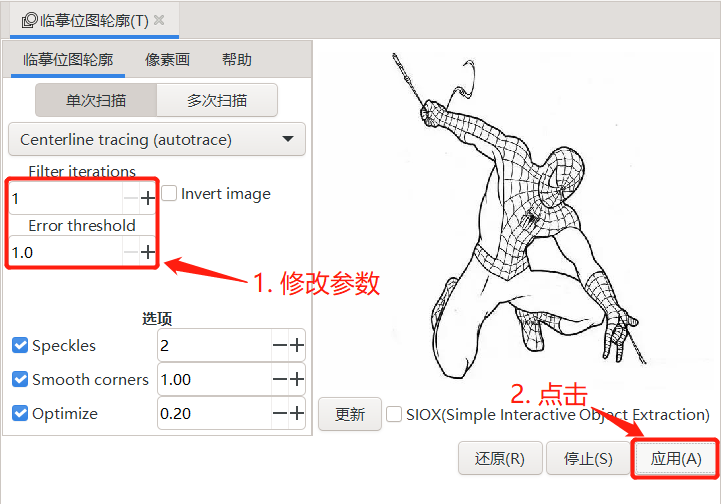 临摹位图轮廓(T)
临摹位图轮廓 像素画 帮助
单次扫描 多次扫描
Centerline tracing (autotrace)
Filter iterations
1
Invert image
Error threshold
1.0
1. 修改参数
选项
Speckles 2
Smooth corners 1.00
Optimize 0.20
2. 点击
更新 SIOX(Simple Interactive Object Extraction)
还原(R) 停止(S) 应用(A)